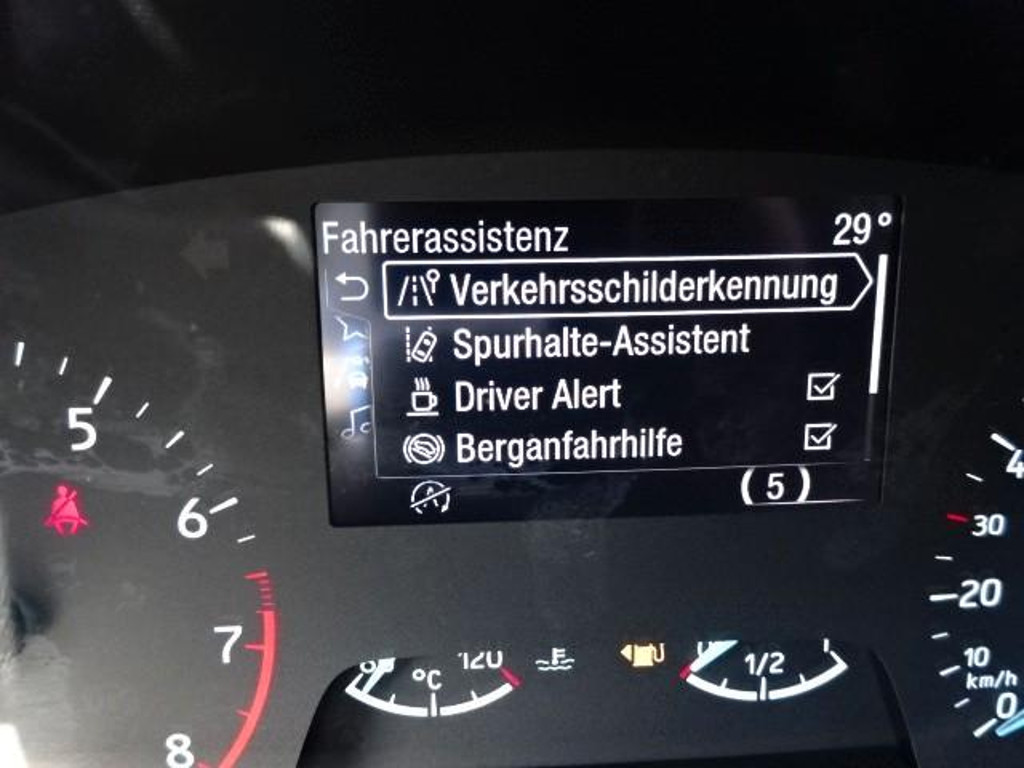 Fahrerassistenz 29°
Verkehrsschilderkennung
Spurhalte-Assistent
Driver Alert
Berganfahrhilfe
(5)
5
6
7
8
4
30
20
10
km/h
0
°C
120
1/2